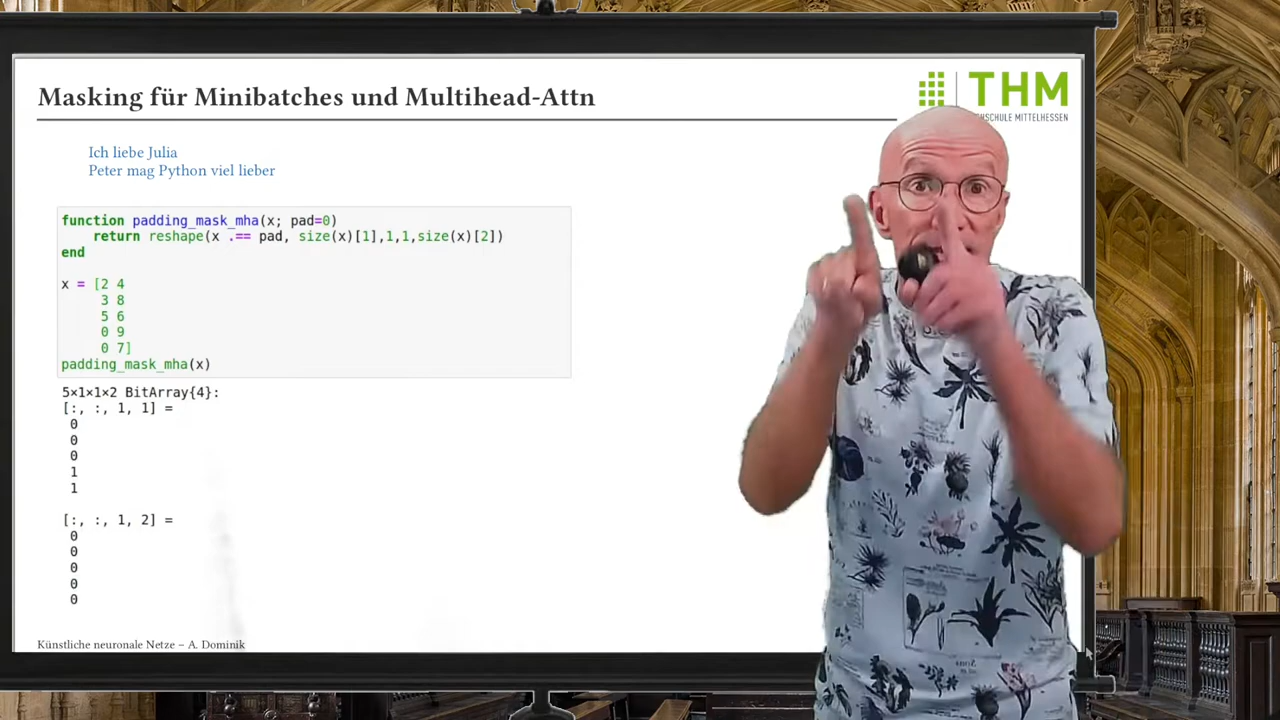 Masking für Minibatches und Multihead-Attn
THM
Ich liebe Julia
Peter mag Python viel lieber
function padding_mask_mha(x; pad=0)
    return reshape(x .== pad, size(x)[1],1,1,size(x)[2])
end
x = [2 4
     3 8
     5 6
     0 9
     0 7]
padding_mask_mha(x)
5×1×1×2 BitArray{4}:
[:, :, 1, 1] =
 0
 0
 0
 1
 1
[:, :, 1, 2] =
 0
 0
 0
 0
 0
Künstliche neuronale Netze – A. Dominik